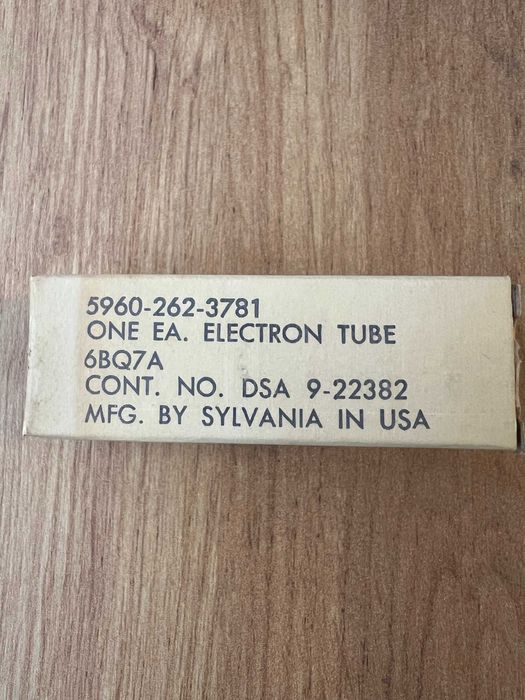 5960-262-3781
ONE EA. ELECTRON TUBE
6BQ7A
CONT. NO. DSA 9-22382
MFG. BY SYLVANIA IN USA